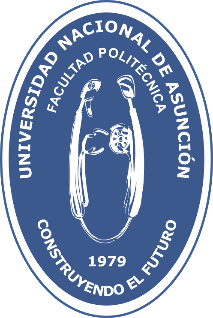 UNIVERSIDAD NACIONAL DE ASUNCIÓN
FACULTAD POLITÉCNICA
1979
CONSTRUYENDO EL FUTURO